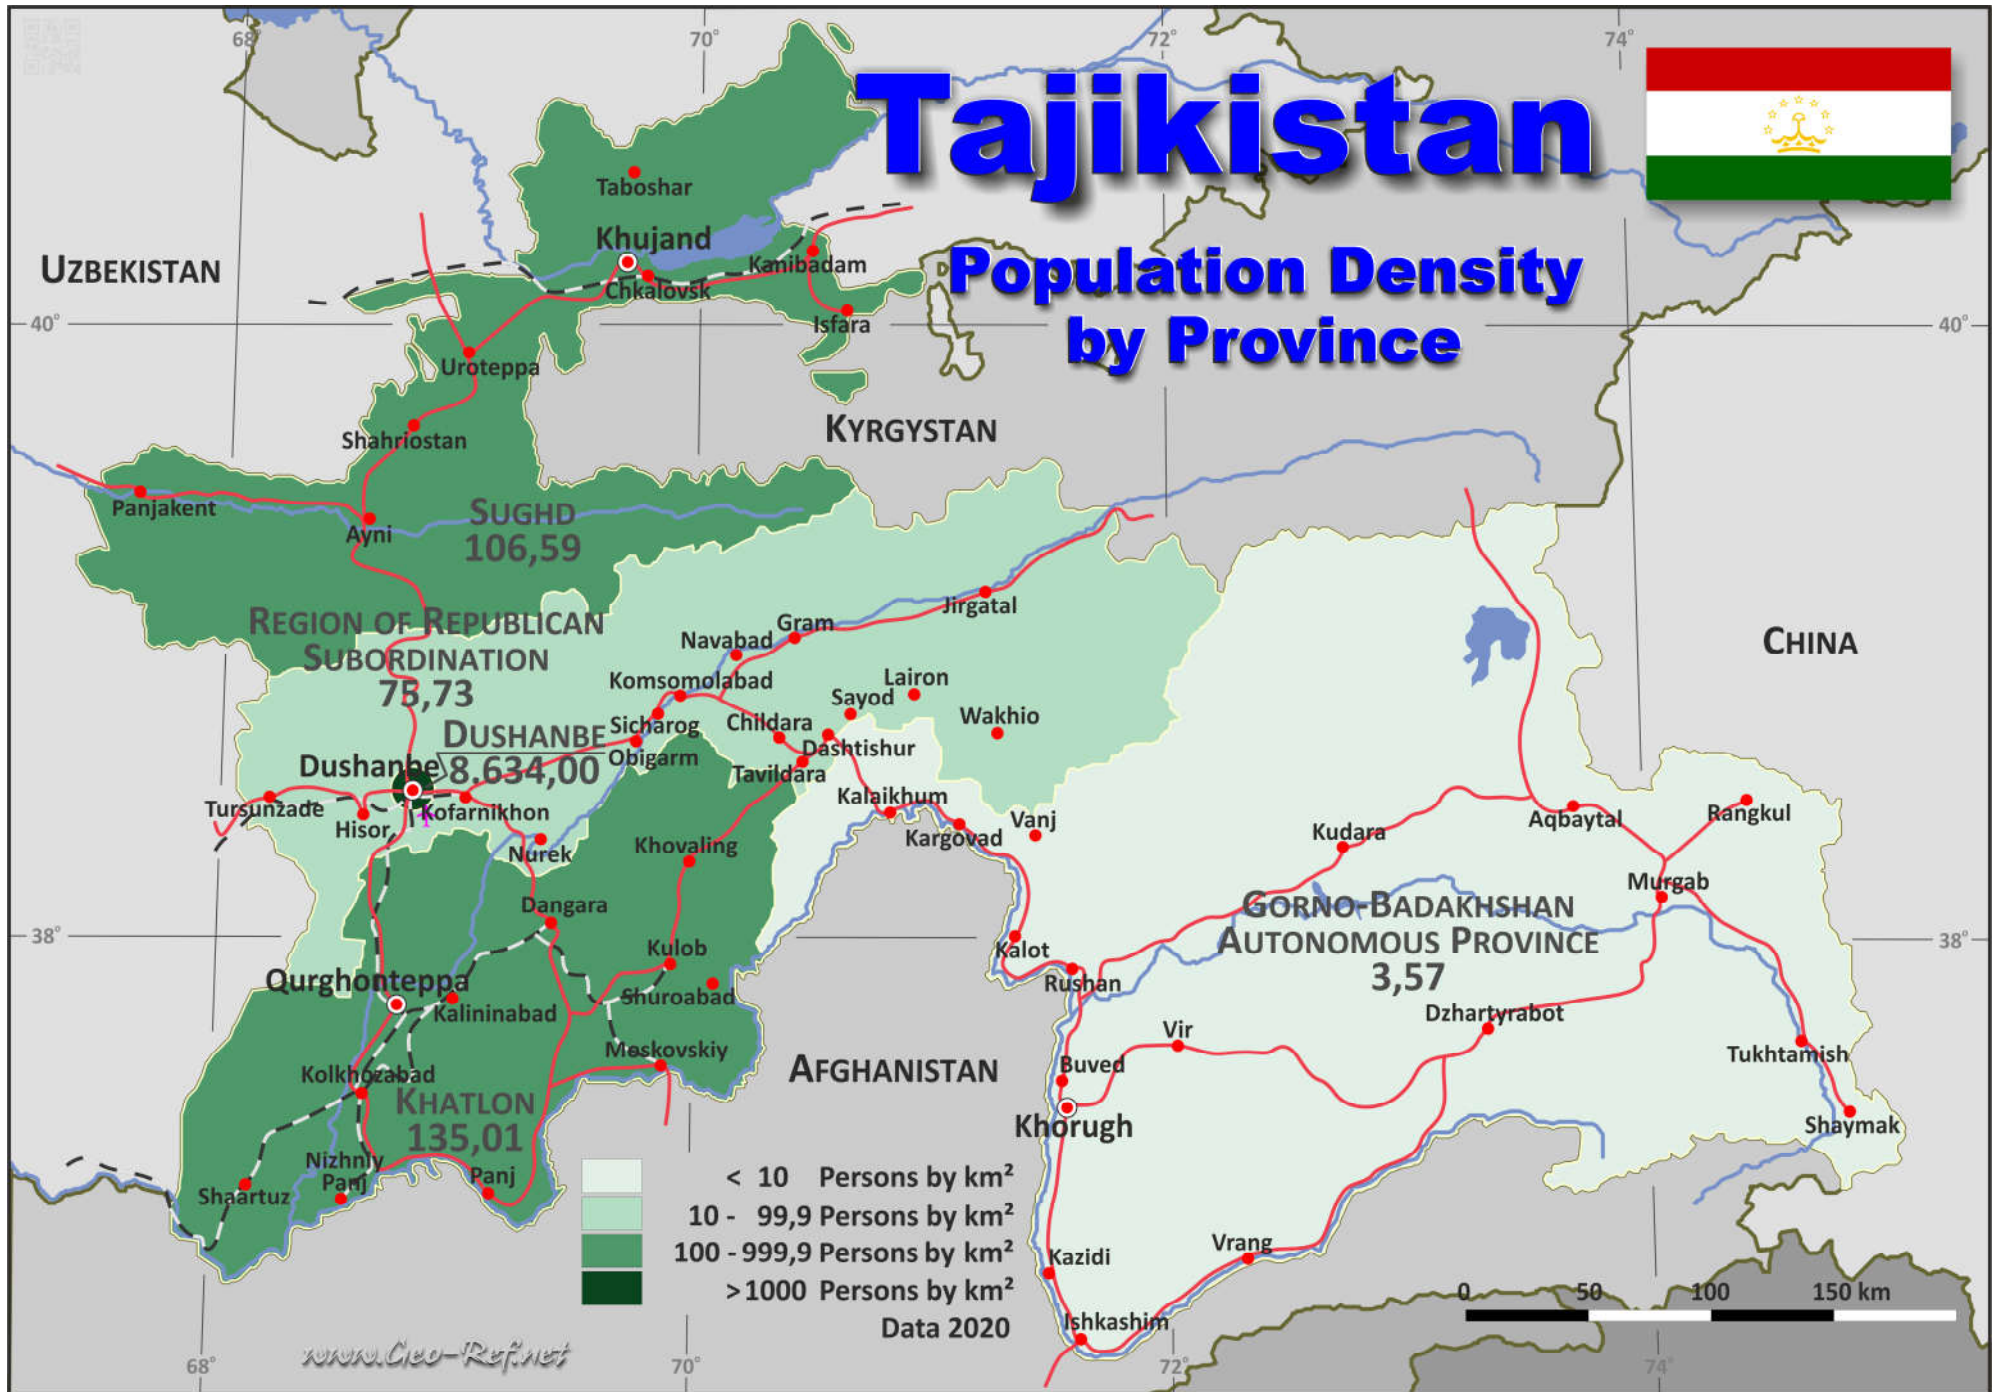 68°
70°
72°
74°
Tajikistan
Population Density
by Province
UZBEKISTAN
40°
40°
KYRGYSTAN
CHINA
AFGHANISTAN
38°
38°
Taboshar
Khujand
Chkalovsk
Kanibadam
Isfara
Uroteppa
Shahriostan
Panjakent
Ayni
SUGHD
106,59
REGION OF REPUBLICAN
SUBORDINATION
75,73
DUSHANBE
8.634,00
Dushanbe
Tursunzade
Hisor
Kofarnikhon
Nurek
Jirgatal
Gram
Navabad
Komsomolabad
Sicharog
Obigarm
Childara
Sayod
Lairon
Wakhio
Dashtishur
Tavildara
Kalaikhum
Kargovad
Vanj
Khovaling
Dangara
Kulob
Shuroabad
Qurghonteppa
Kalininabad
Moskovskiy
Kolkhozabad
KHATLON
135,01
Nizhniy
Panj
Panj
Shaartuz
Kudara
Aqbaytal
Rangkul
Murgab
GORNO-BADAKHSHAN
AUTONOMOUS PROVINCE
3,57
Kalot
Rushan
Dzhartyrabot
Vir
Buved
Khorugh
Tukhtamish
Shaymak
Kazidi
Vrang
Ishkashim
< 10 Persons by km²
10 - 99,9 Persons by km²
100 - 999,9 Persons by km²
>1000 Persons by km²
Data 2020
0 50 100 150 km
www.Geo-Ref.net
68°
70°
72°
74°